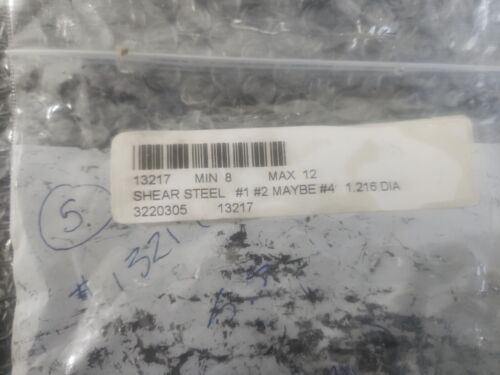 13217 MIN 8 MAX 12
SHEAR STEEL #1 #2 MAYBE #4 1.216 DIA
3220305 13217
5